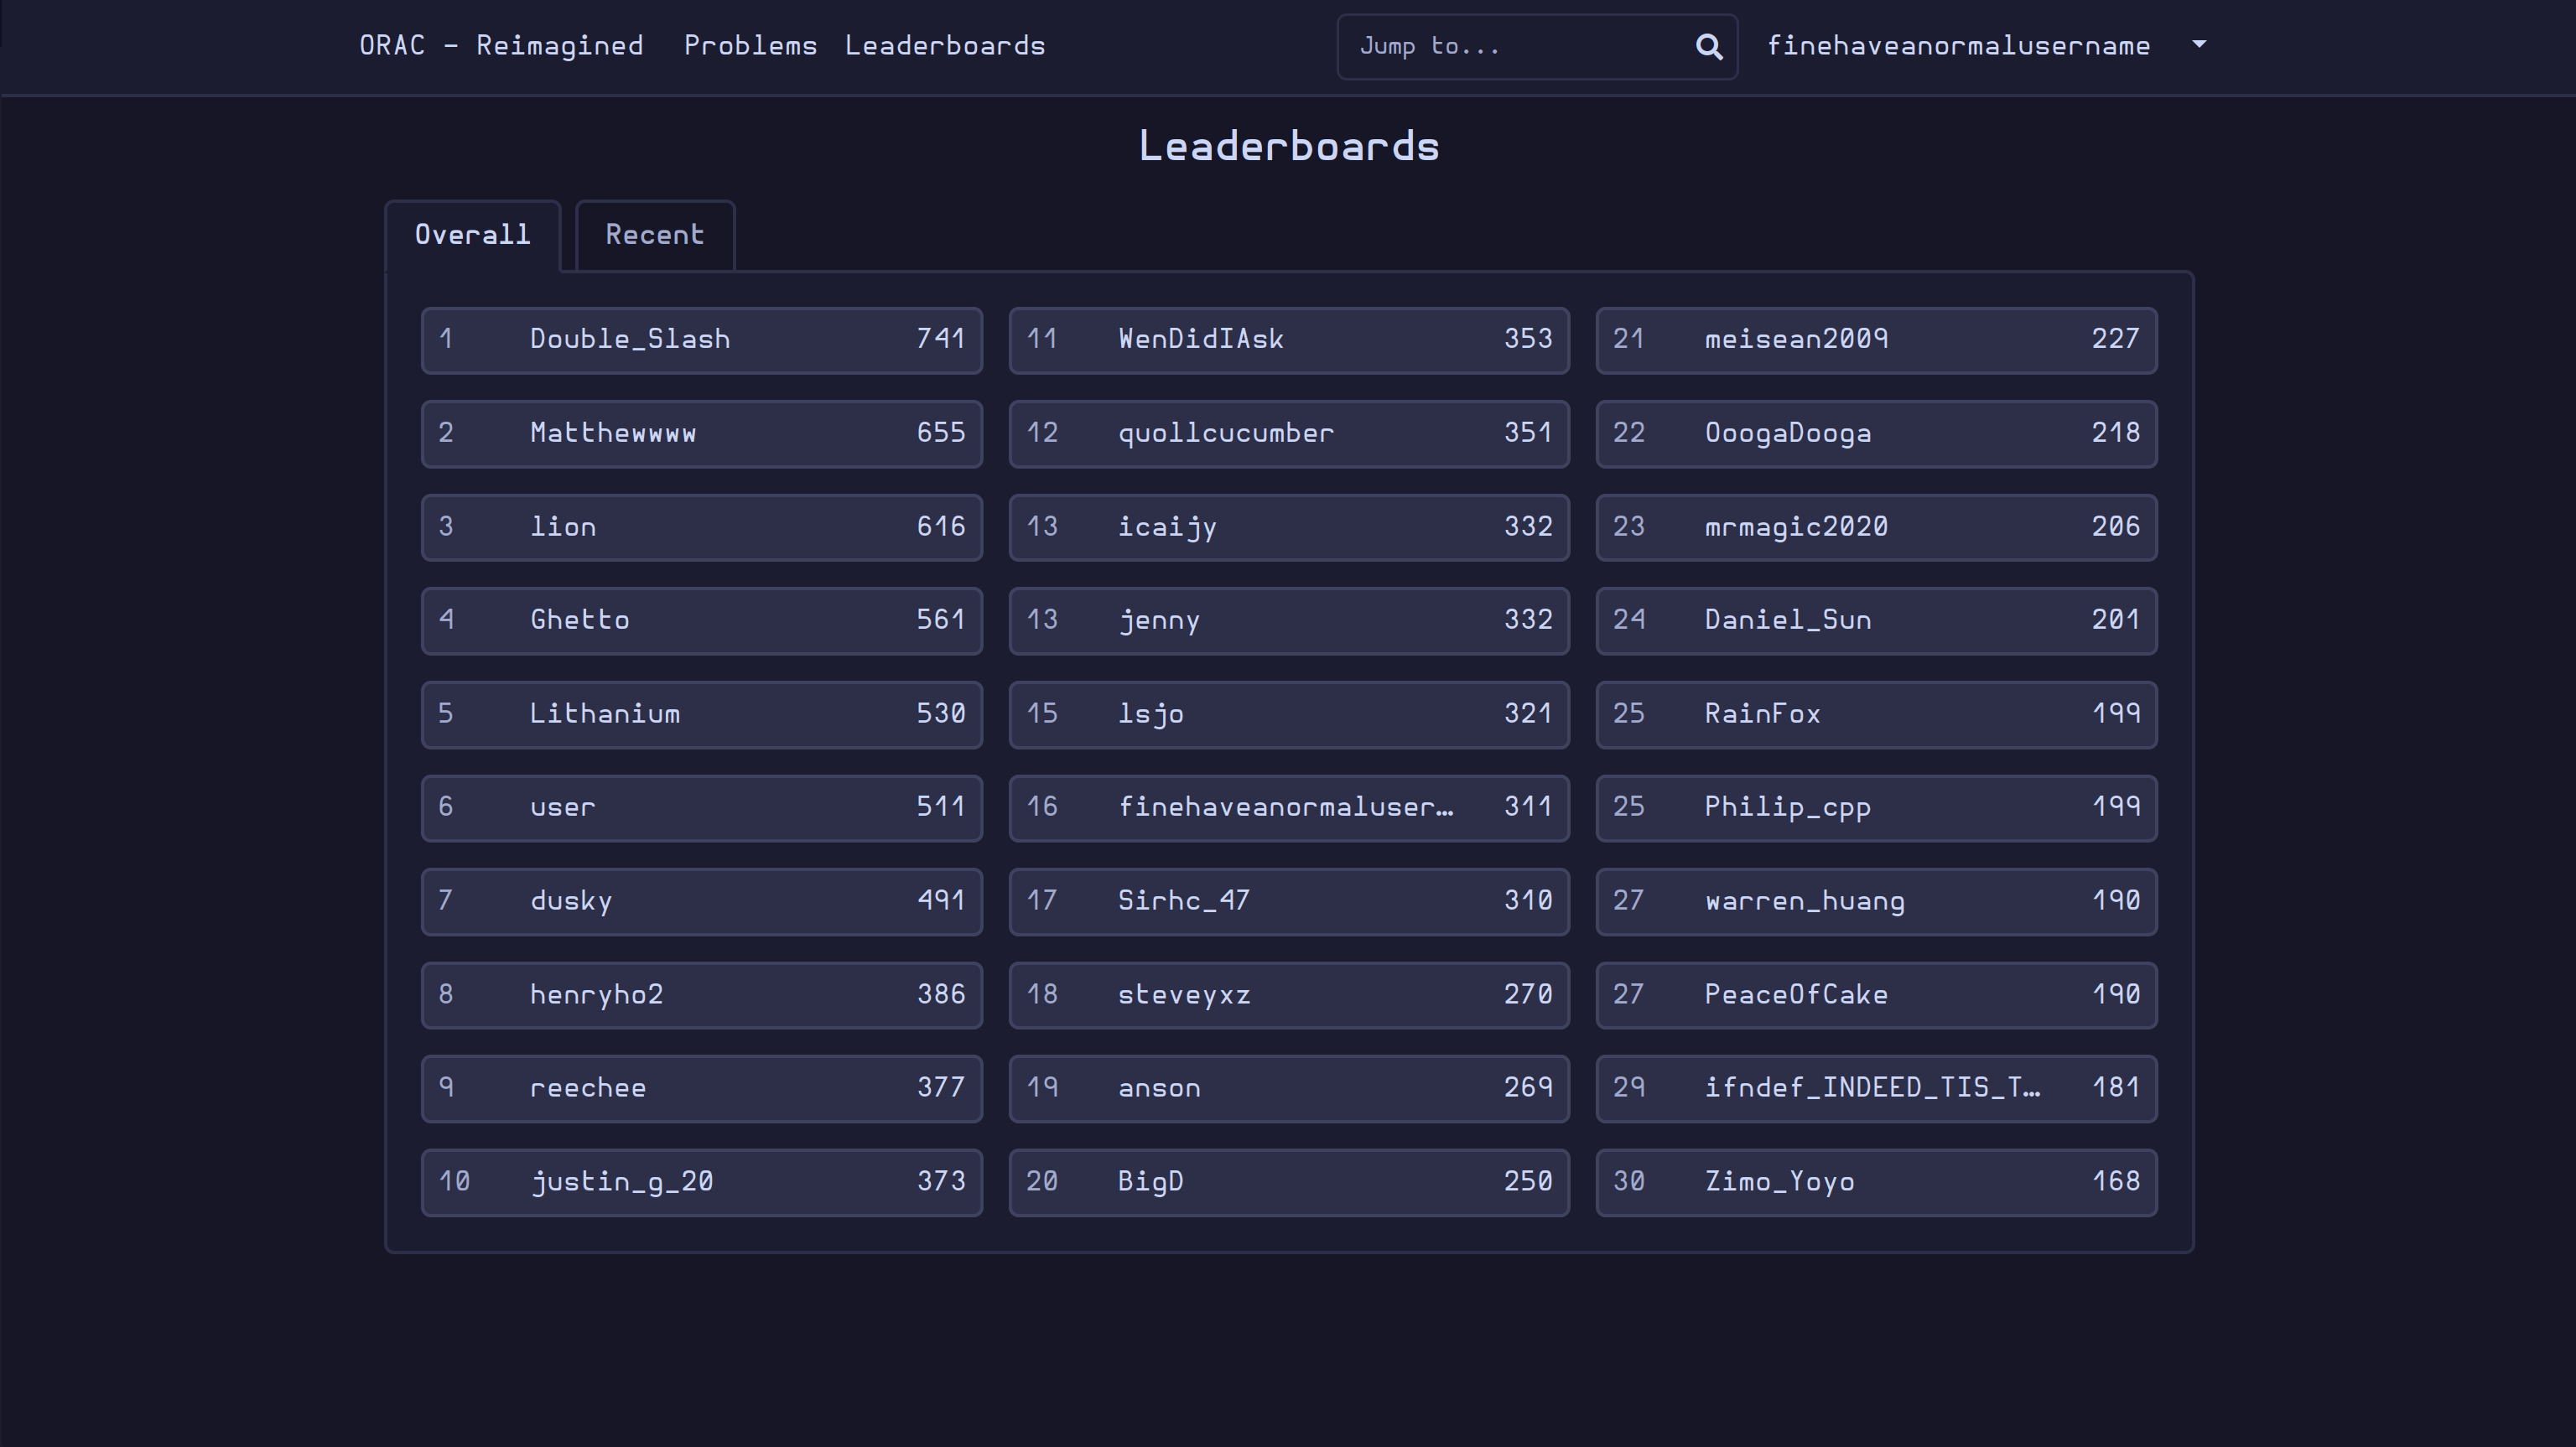 ORAC - Reimagined Problems Leaderboards Jump to... finehaveanormalusername
Leaderboards
Overall Recent
1 Double_Slash 741
2 Matthewwww 655
3 lion 616
4 Ghetto 561
5 Lithanium 530
6 user 511
7 dusky 491
8 henryho2 386
9 reechee 377
10 justin_g_20 373
11 WenDidIAsk 353
12 quollcucumber 351
13 icaijy 332
13 jenny 332
15 lsjo 321
16 finehaveanormaluser… 311
17 Sirhc_47 310
18 steveyxz 270
19 anson 269
20 BigD 250
21 meisean2009 227
22 OoogaDooga 218
23 mrmagic2020 206
24 Daniel_Sun 201
25 RainFox 199
25 Philip_cpp 199
27 warren_huang 190
27 PeaceOfCake 190
29 ifndef_INDEED_TIS_T… 181
30 Zimo_Yoyo 168